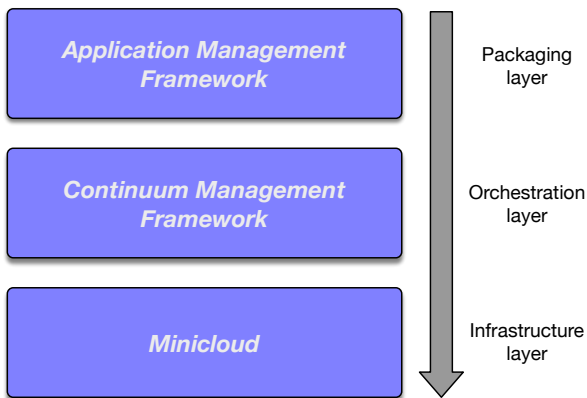 Application Management
Framework
Packaging
layer
Continuum Management
Framework
Orchestration
layer
Minicloud
Infrastructure
layer